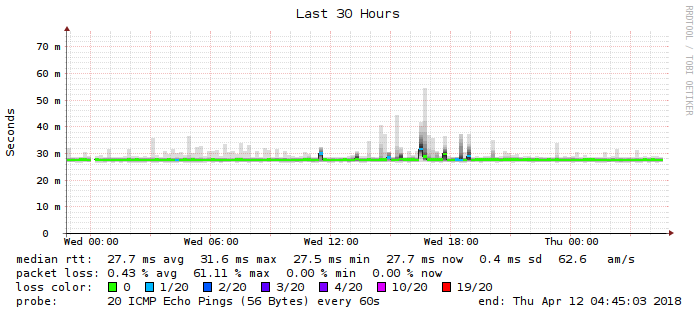 Last 30 Hours
RRDTOOL / TOBI OETIKER
Seconds
70 m
60 m
50 m
40 m
30 m
20 m
10 m
0
Wed 00:00 Wed 06:00 Wed 12:00 Wed 18:00 Thu 00:00
median rtt: 27.7 ms avg 31.6 ms max 27.5 ms min 27.7 ms now 0.4 ms sd 62.6 am/s
packet loss: 0.43 % avg 61.11 % max 0.00 % min 0.00 % now
loss color: 0 1/20 2/20 3/20 4/20 10/20 19/20
probe: 20 ICMP Echo Pings (56 Bytes) every 60s end: Thu Apr 12 04:45:03 2018